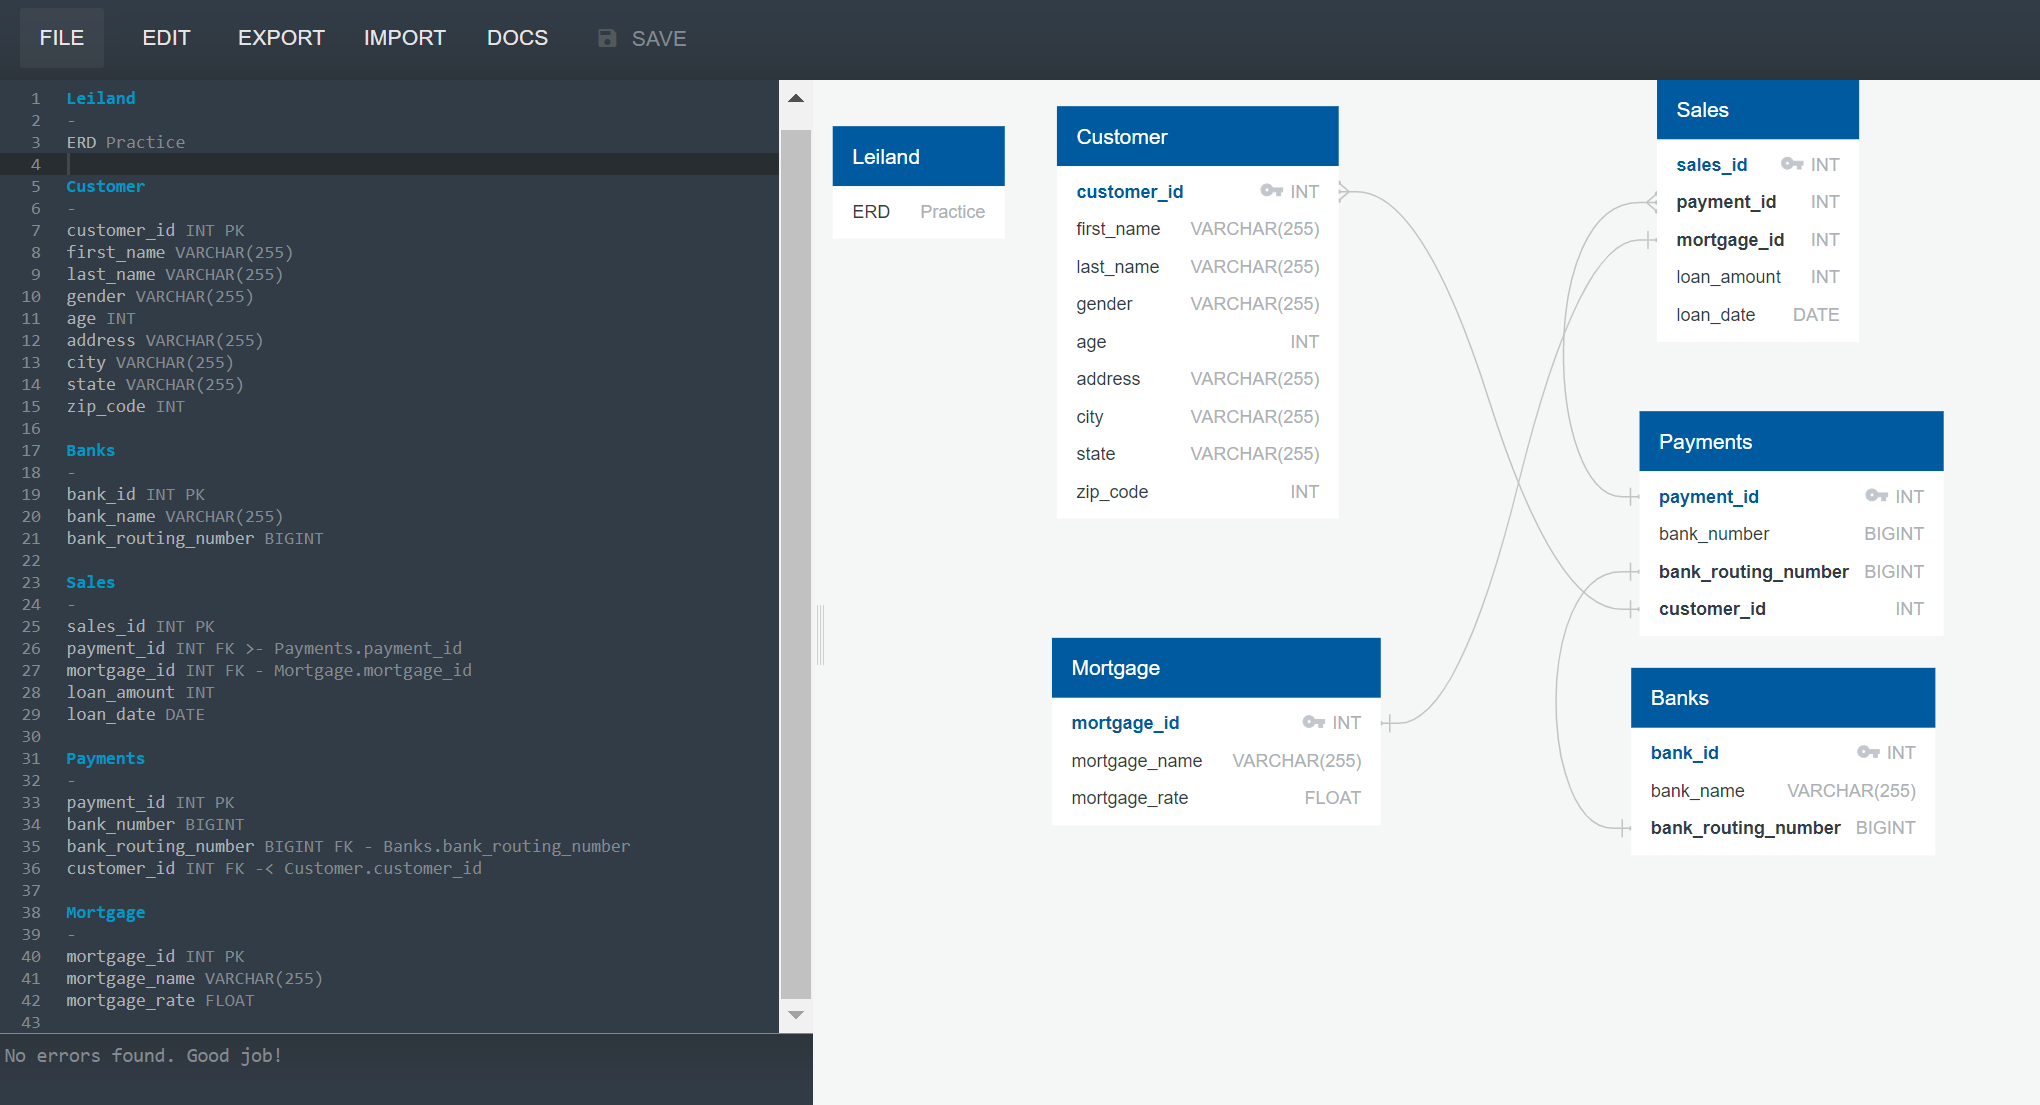 FILE EDIT EXPORT IMPORT DOCS SAVE
1 Leiland
2 -
3 ERD Practice
4
5 Customer
6 -
7 customer_id INT PK
8 first_name VARCHAR(255)
9 last_name VARCHAR(255)
10 gender VARCHAR(255)
11 age INT
12 address VARCHAR(255)
13 city VARCHAR(255)
14 state VARCHAR(255)
15 zip_code INT
16
17 Banks
18 -
19 bank_id INT PK
20 bank_name VARCHAR(255)
21 bank_routing_number BIGINT
22
23 Sales
24 -
25 sales_id INT PK
26 payment_id INT FK >- Payments.payment_id
27 mortgage_id INT FK - Mortgage.mortgage_id
28 loan_amount INT
29 loan_date DATE
30
31 Payments
32 -
33 payment_id INT PK
34 bank_number BIGINT
35 bank_routing_number BIGINT FK - Banks.bank_routing_number
36 customer_id INT FK -< Customer.customer_id
37
38 Mortgage
39 -
40 mortgage_id INT PK
41 mortgage_name VARCHAR(255)
42 mortgage_rate FLOAT
43
No errors found. Good job!
Leiland
ERD Practice
Customer
customer_id INT
first_name VARCHAR(255)
last_name VARCHAR(255)
gender VARCHAR(255)
age INT
address VARCHAR(255)
city VARCHAR(255)
state VARCHAR(255)
zip_code INT
Sales
sales_id INT
payment_id INT
mortgage_id INT
loan_amount INT
loan_date DATE
Payments
payment_id INT
bank_number BIGINT
bank_routing_number BIGINT
customer_id INT
Mortgage
mortgage_id INT
mortgage_name VARCHAR(255)
mortgage_rate FLOAT
Banks
bank_id INT
bank_name VARCHAR(255)
bank_routing_number BIGINT